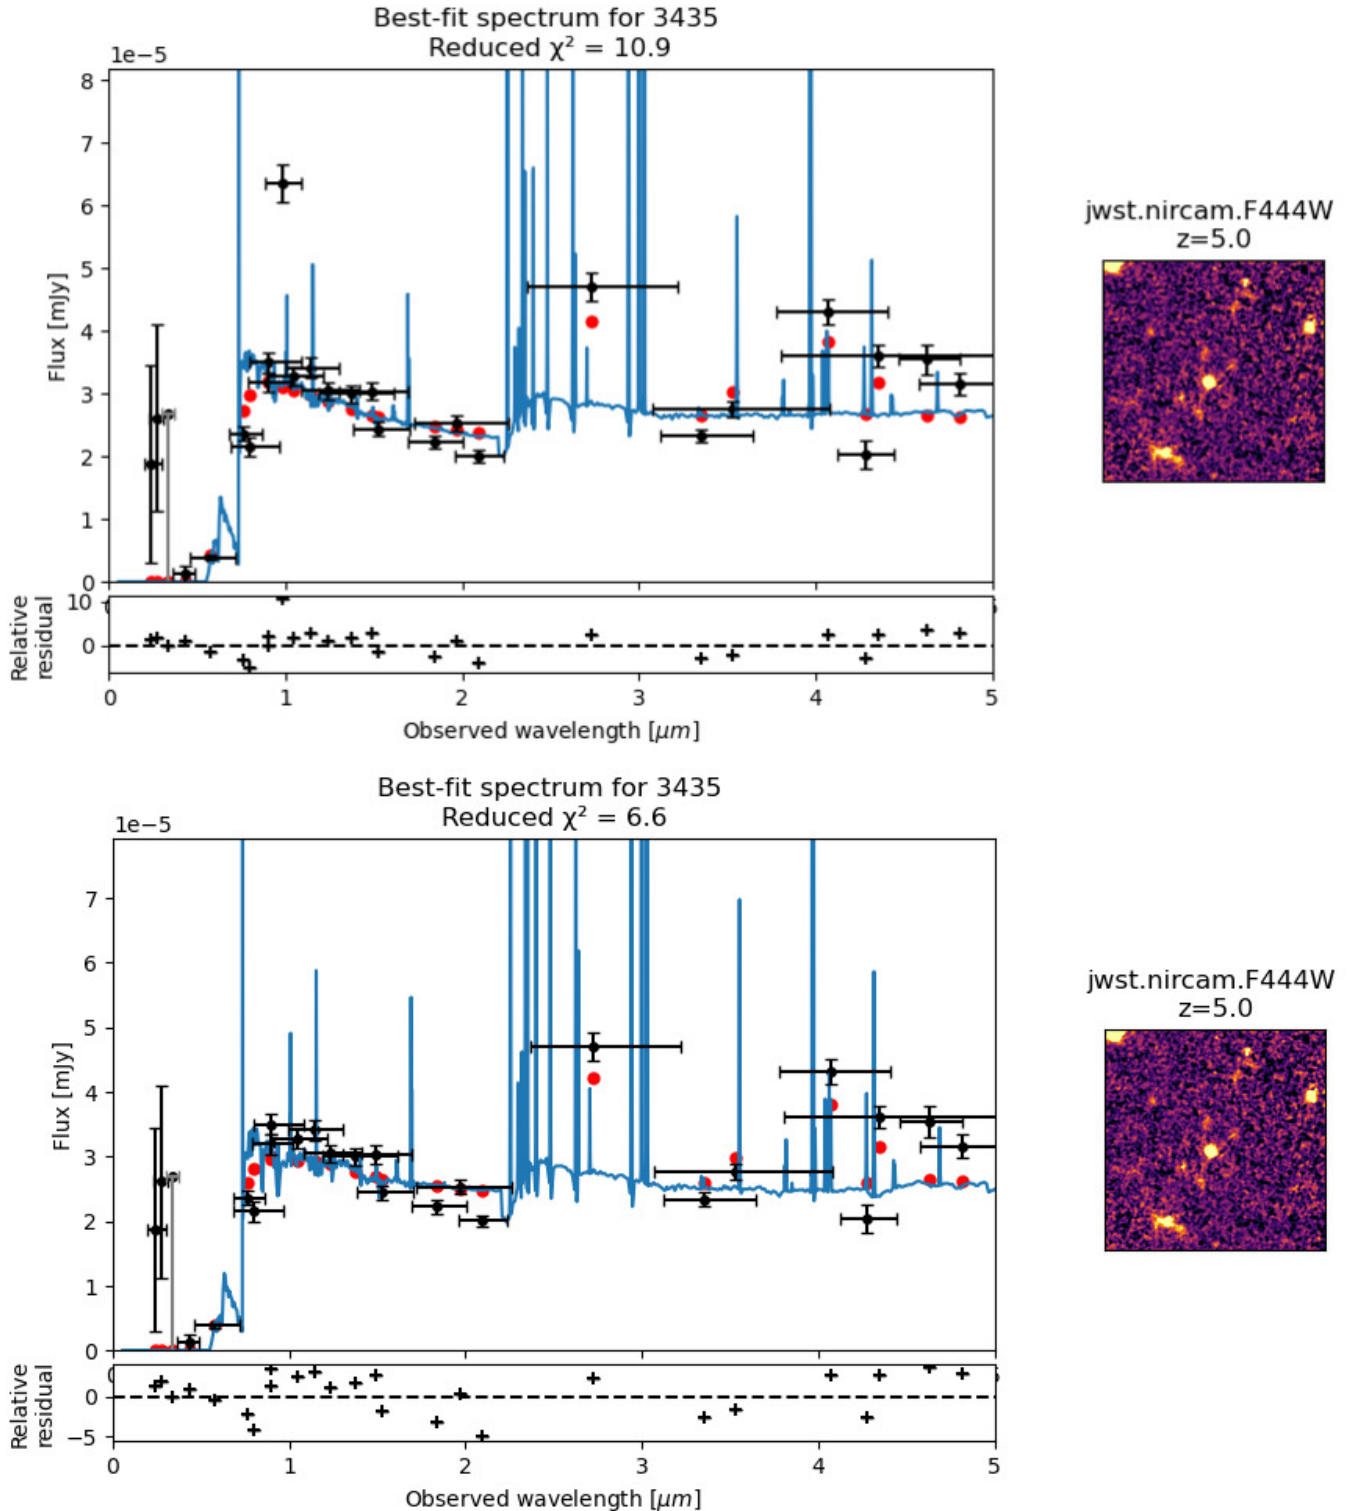 Best-fit spectrum for 3435
Reduced χ² = 10.9
1e−5
8
7
6
5
4
3
2
1
0
Flux [mJy]
jwst.nircam.F444W
z=5.0
10
0
Relative
residual
0 1 2 3 4 5
Observed wavelength [μm]
Best-fit spectrum for 3435
Reduced χ² = 6.6
1e−5
7
6
5
4
3
2
1
0
Flux [mJy]
jwst.nircam.F444W
z=5.0
0
−5
Relative
residual
0 1 2 3 4 5
Observed wavelength [μm]